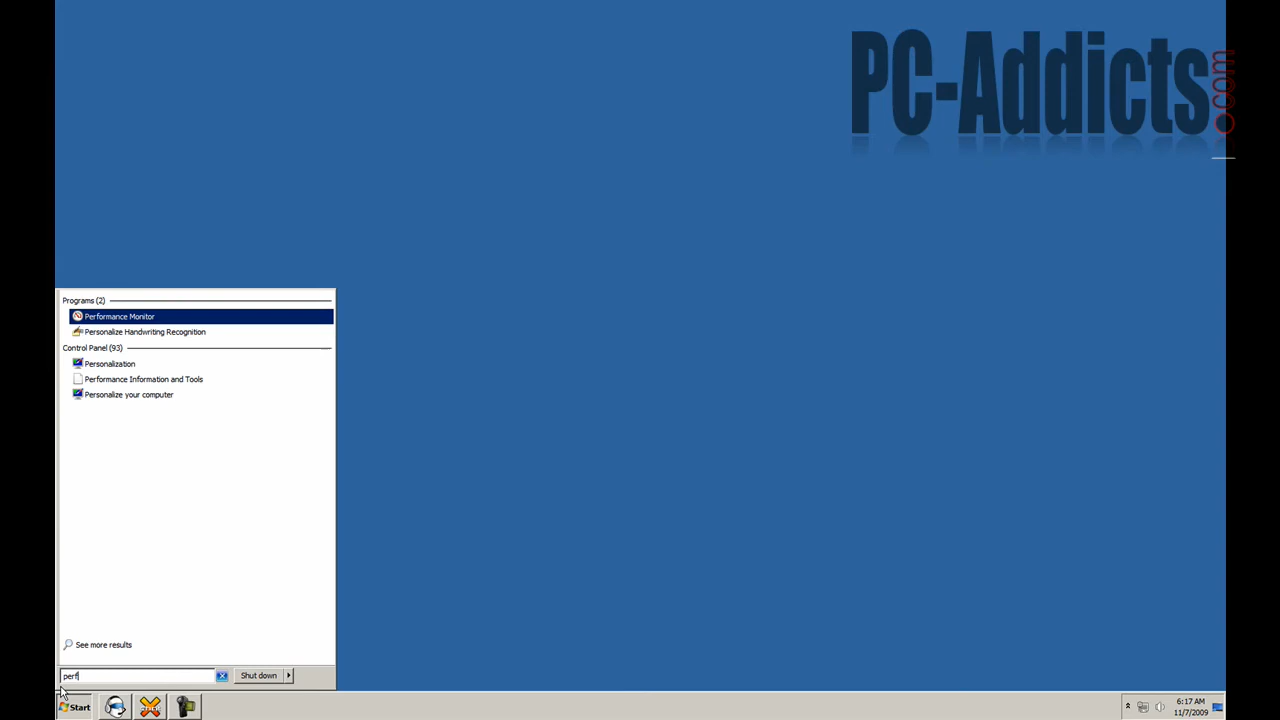 PC-Addicts.com
Programs (2)
Performance Monitor
Personalize Handwriting Recognition
Control Panel (93)
Personalization
Performance Information and Tools
Personalize your computer
See more results
perf
Shut down
Start
6:17 AM
11/7/2009